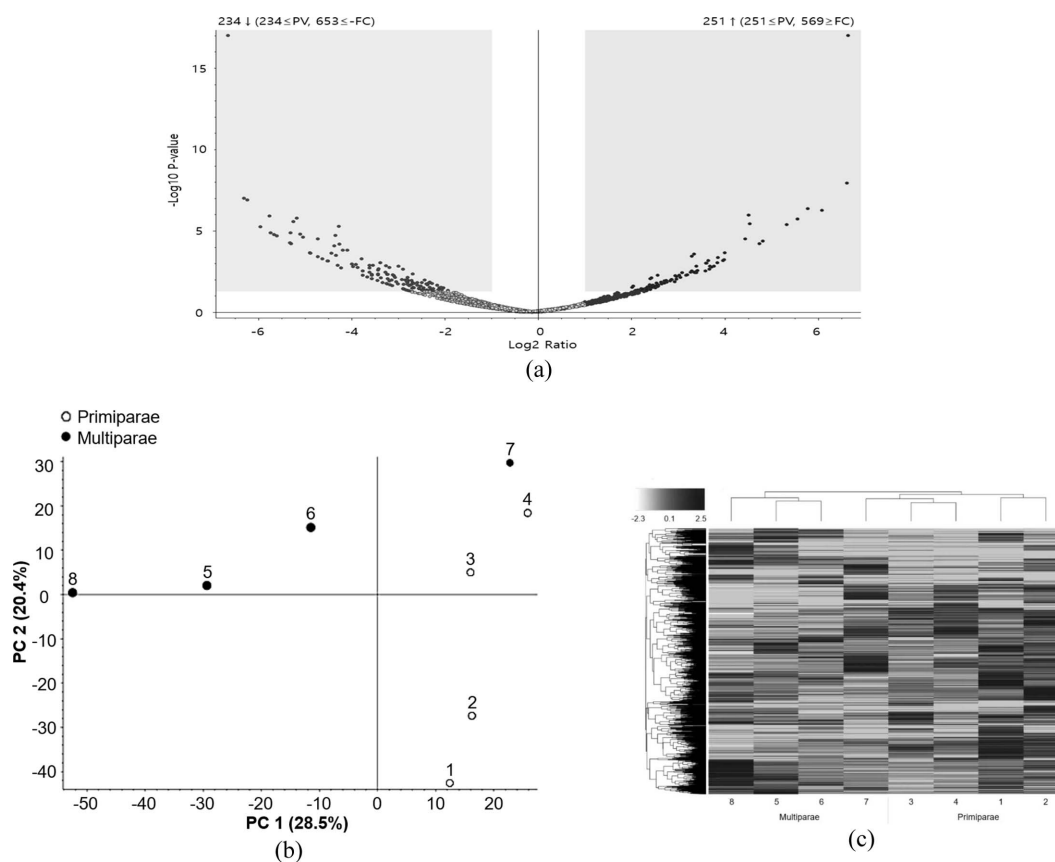 234 ↓ (234≤PV, 653≤-FC)
251 ↑ (251≤PV, 569≥FC)
-Log10 P-value
15
10
5
0
-6
-4
-2
0
2
4
6
Log2 Ratio
(a)
Primiparae
Multiparae
PC 2 (20.4%)
30
20
10
0
-10
-20
-30
-40
7
4
6
3
5
8
2
1
-50
-40
-30
-20
-10
0
10
20
PC 1 (28.5%)
(b)
-2.3 0.1 2.5
8 5 6 7 3 4 1 2
Multiparae Primiparae
(c)